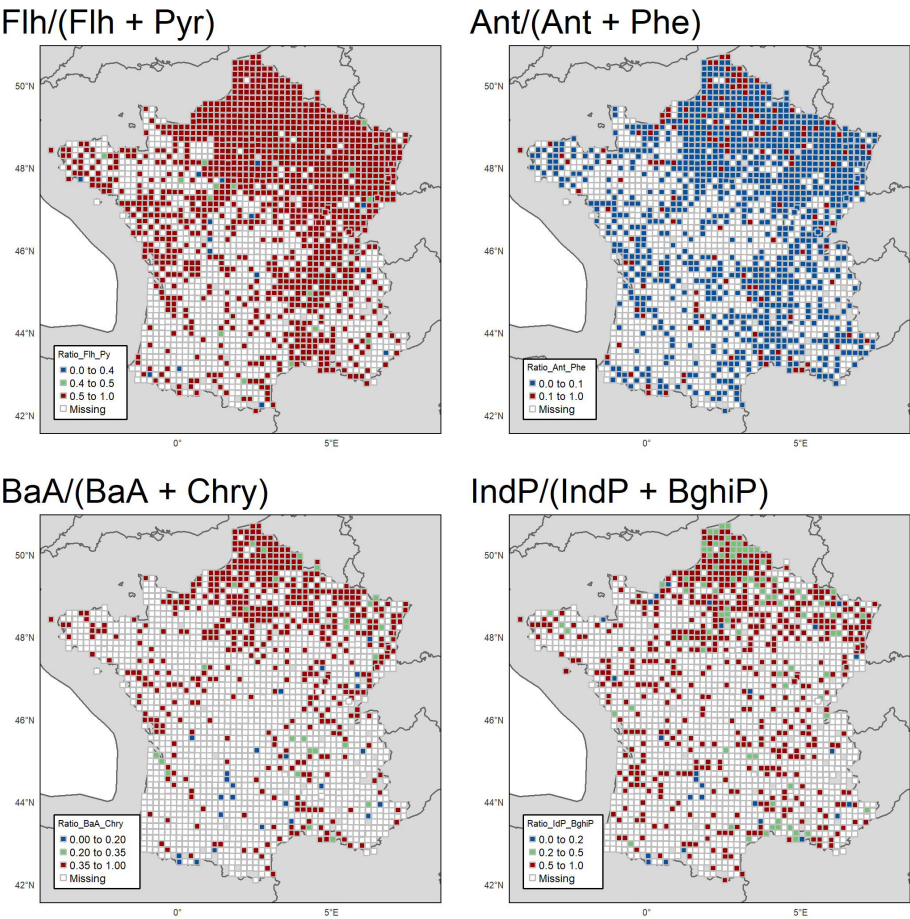 Flh/(Flh + Pyr)
50°N
48°N
46°N
44°N
42°N
0°
5°E
Ratio_Flh_Py
0.0 to 0.4
0.4 to 0.5
0.5 to 1.0
Missing
Ant/(Ant + Phe)
50°N
48°N
46°N
44°N
42°N
0°
5°E
Ratio_Ant_Phe
0.0 to 0.1
0.1 to 1.0
Missing
BaA/(BaA + Chry)
50°N
48°N
46°N
44°N
42°N
0°
5°E
Ratio_BaA_Chry
0.00 to 0.20
0.20 to 0.35
0.35 to 1.00
Missing
IndP/(IndP + BghiP)
50°N
48°N
46°N
44°N
42°N
0°
5°E
Ratio_IdP_BghiP
0.0 to 0.2
0.2 to 0.5
0.5 to 1.0
Missing